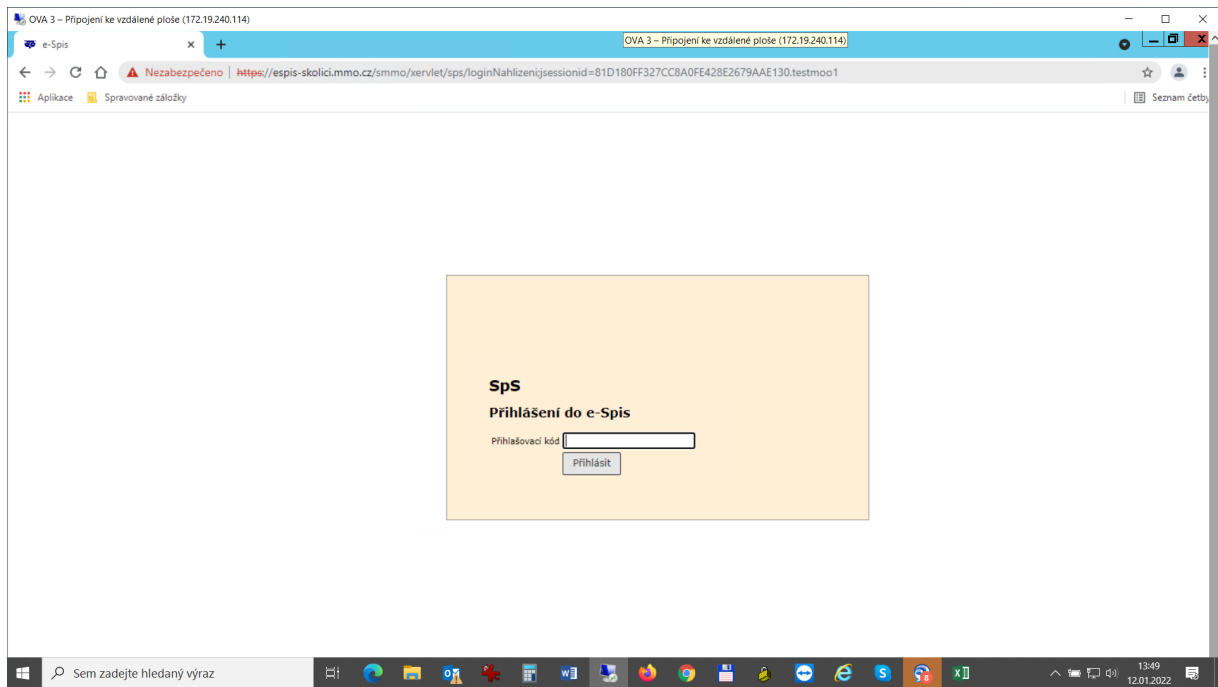 OVA 3 – Připojení ke vzdálené ploše (172.19.240.114)
e-Spis
OVA 3 – Připojení ke vzdálené ploše (172.19.240.114)
Nezabezpečeno | https://espis-skolici.mmo.cz/smmo/xervlet/sps/loginNahlizeni;jsessionid=81D180FF327CC8A0FE428E2679AAE130.testmoo1
Aplikace Spravované záložky Seznam četby
SpS
Přihlášení do e-Spis
Přihlašovací kód
Přihlásit
Sem zadejte hledaný výraz
13:49
12.01.2022